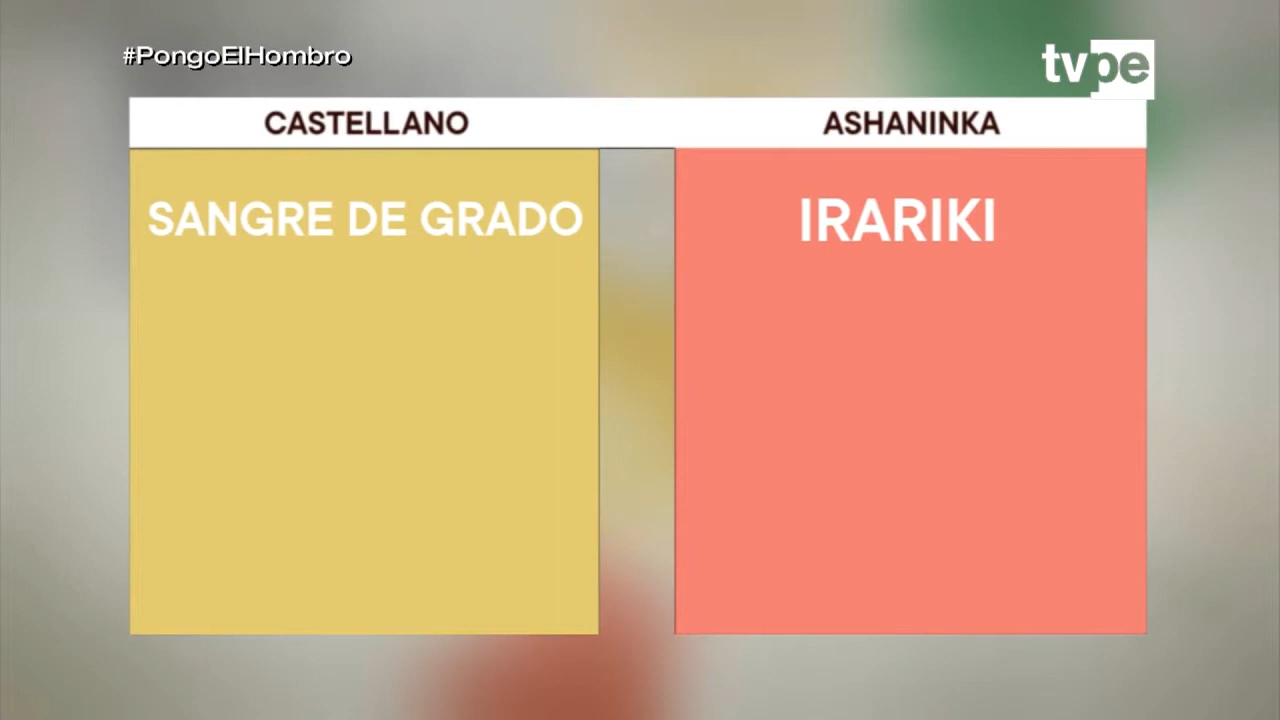 #PongoElHombro
tvpe
CASTELLANO
ASHANINKA
SANGRE DE GRADO
IRARIKI